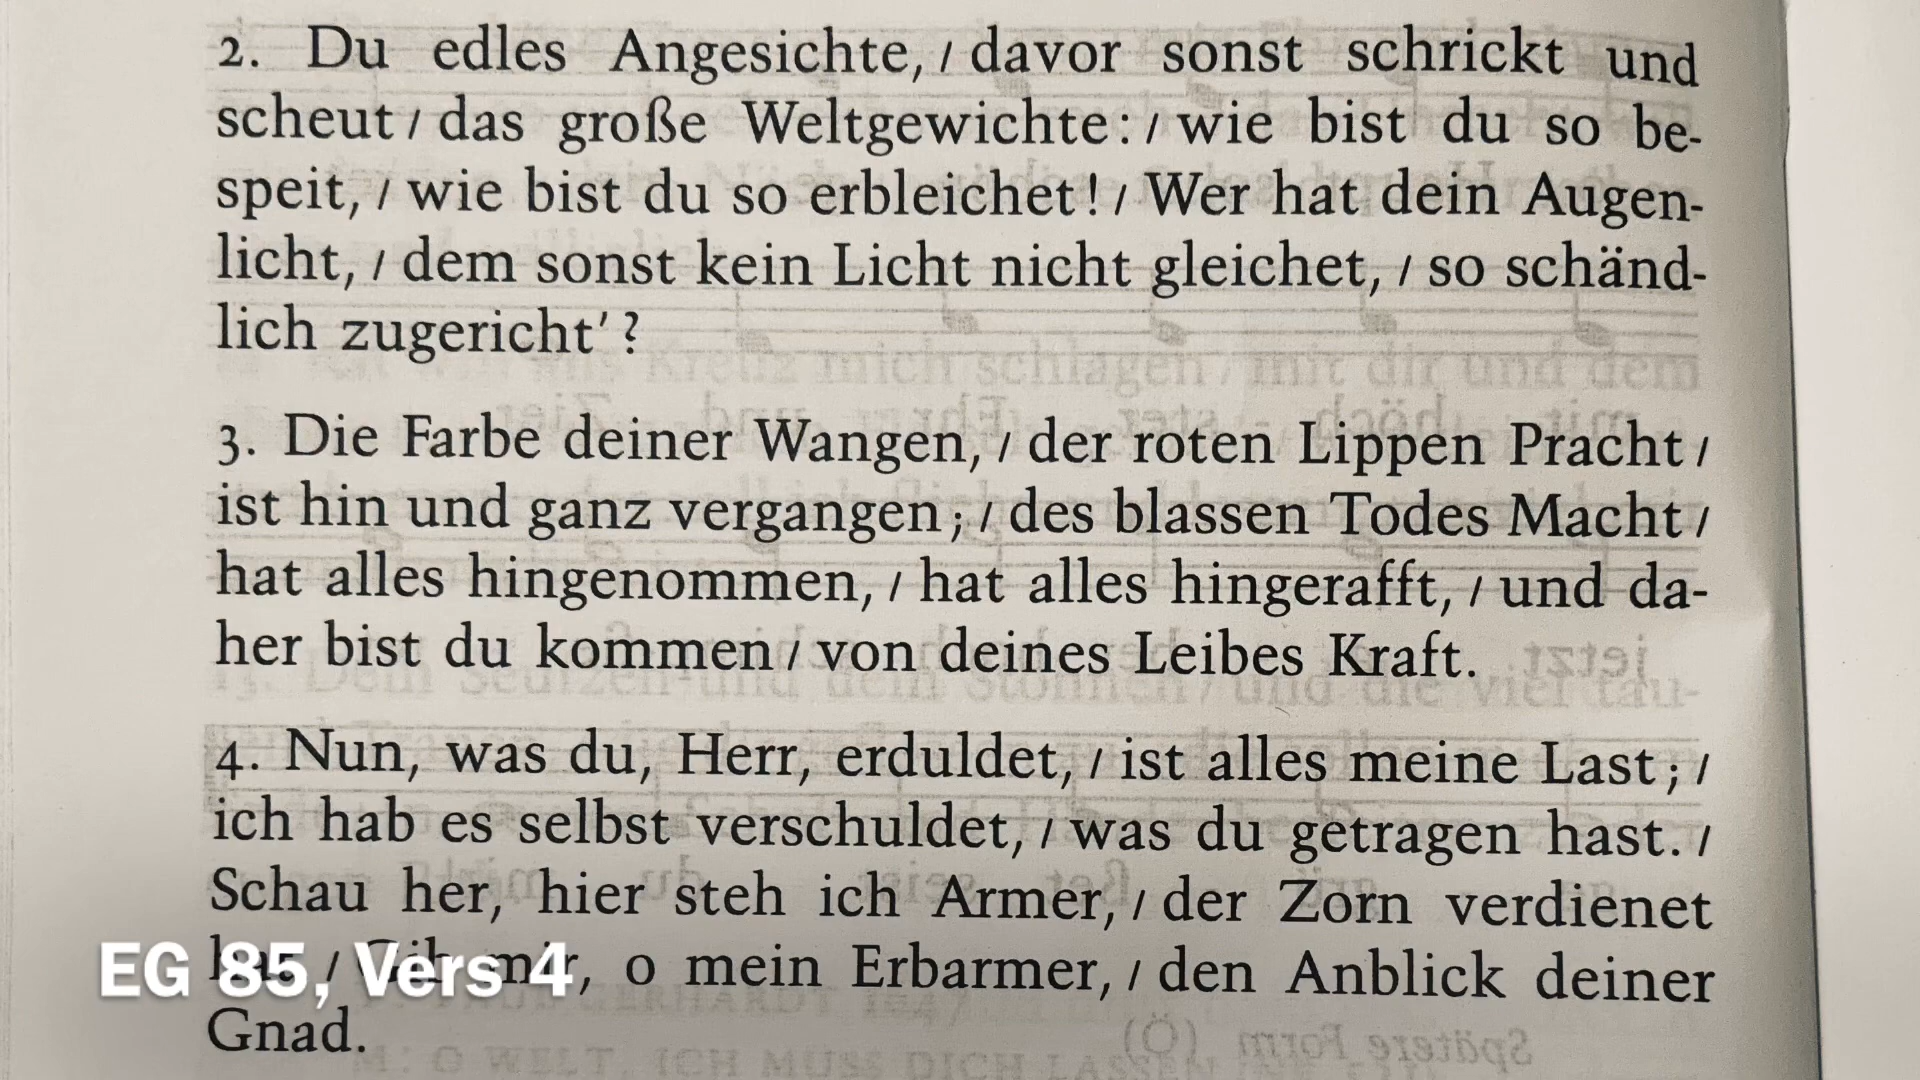 2. Du edles Angesichte, / davor sonst schrickt und
scheut / das große Weltgewichte: / wie bist du so be-
speit, / wie bist du so erbleichet! / Wer hat dein Augen-
licht, / dem sonst kein Licht nicht gleichet, / so schänd-
lich zugericht’?
3. Die Farbe deiner Wangen, / der roten Lippen Pracht /
ist hin und ganz vergangen; / des blassen Todes Macht /
hat alles hingenommen, / hat alles hingerafft, / und da-
her bist du kommen / von deines Leibes Kraft.
4. Nun, was du, Herr, erduldet, / ist alles meine Last; /
ich hab es selbst verschuldet, / was du getragen hast. /
Schau her, hier steh ich Armer, / der Zorn verdienet
/ mir, o mein Erbarmer, / den Anblick deiner
Gnad.
EG 85, Vers 4